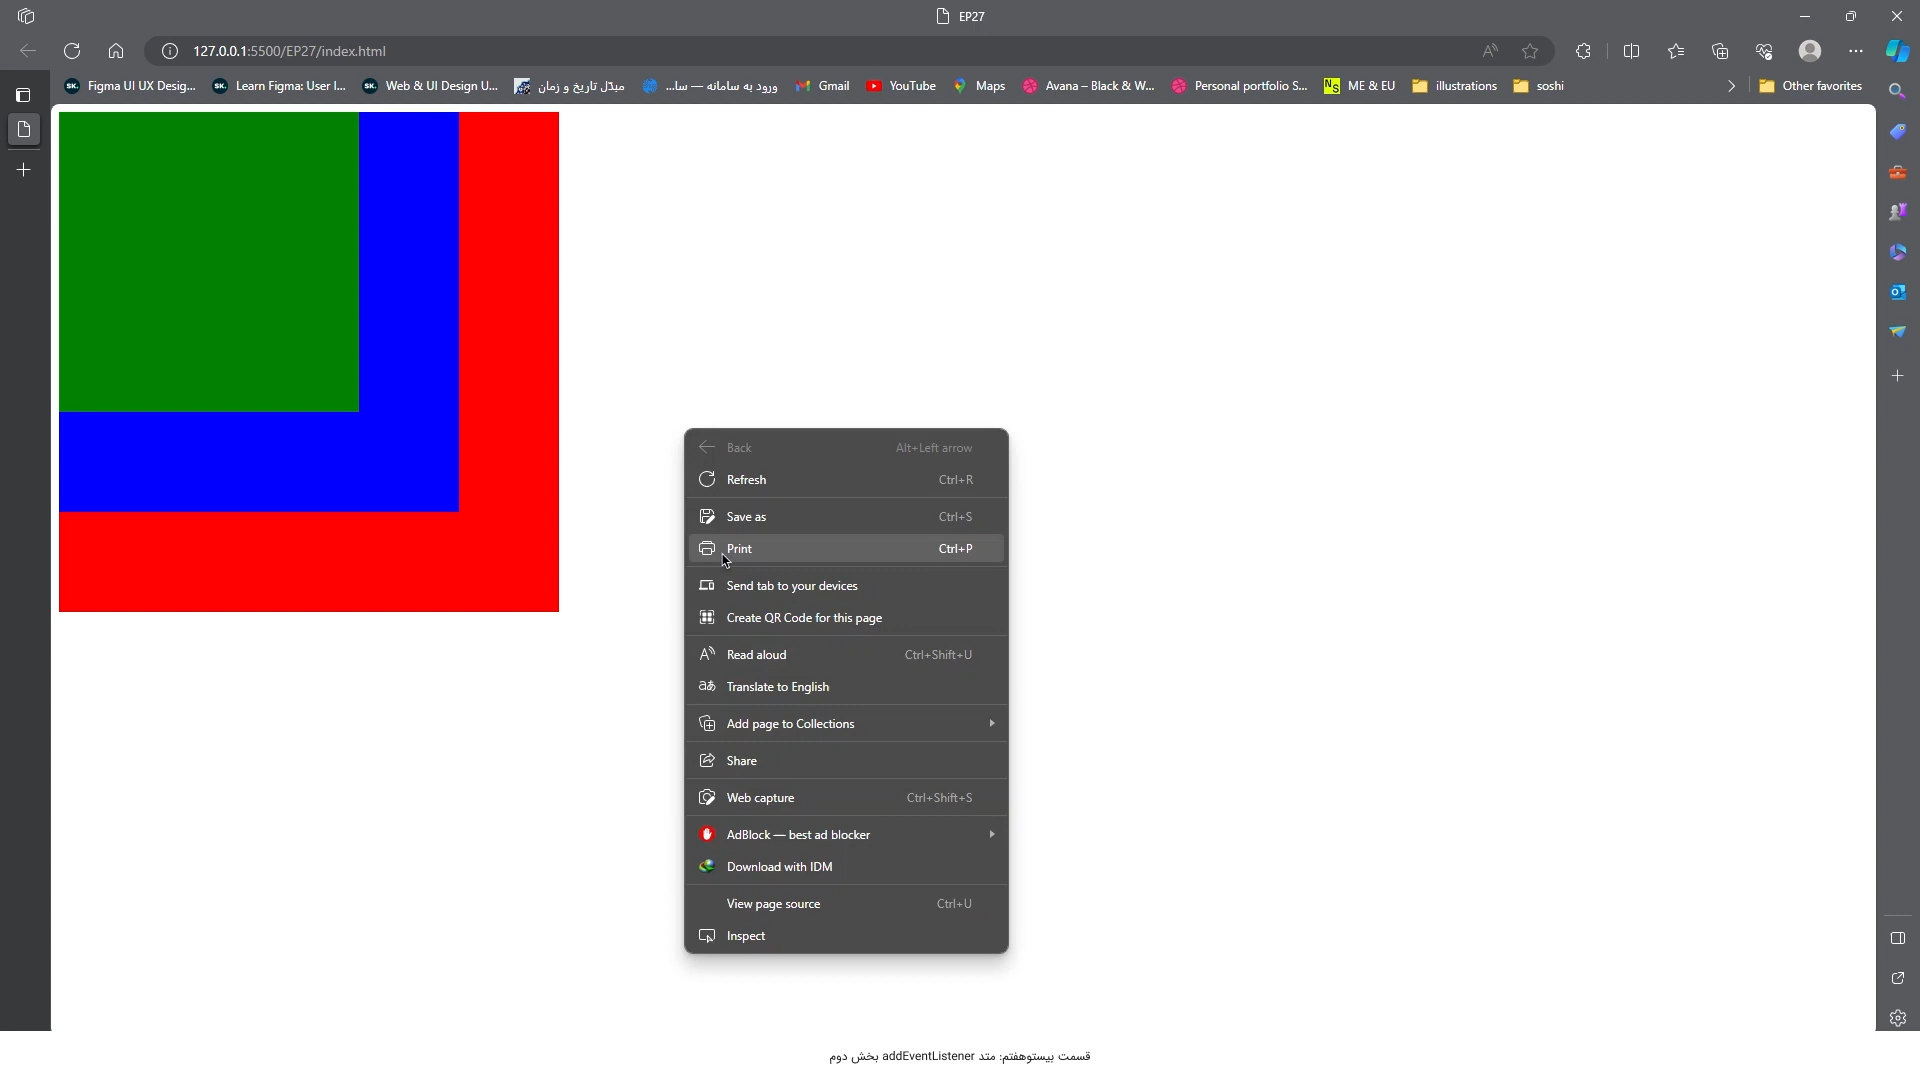 EP27
127.0.0.1:5500/EP27/index.html
Figma UI UX Desig...
Learn Figma: User I...
Web & UI Design U...
مبدّل تاریخ و زمان
ورود به سامانه — سا...
Gmail
YouTube
Maps
Avana – Black & W...
Personal portfolio S...
ME & EU
illustrations
soshi
Other favorites
Back Alt+Left arrow
Refresh Ctrl+R
Save as Ctrl+S
Print Ctrl+P
Send tab to your devices
Create QR Code for this page
Read aloud Ctrl+Shift+U
Translate to English
Add page to Collections
Share
Web capture Ctrl+Shift+S
AdBlock — best ad blocker
Download with IDM
View page source Ctrl+U
Inspect
قسمت بیستوهفتم: متد addEventListener بخش دوم